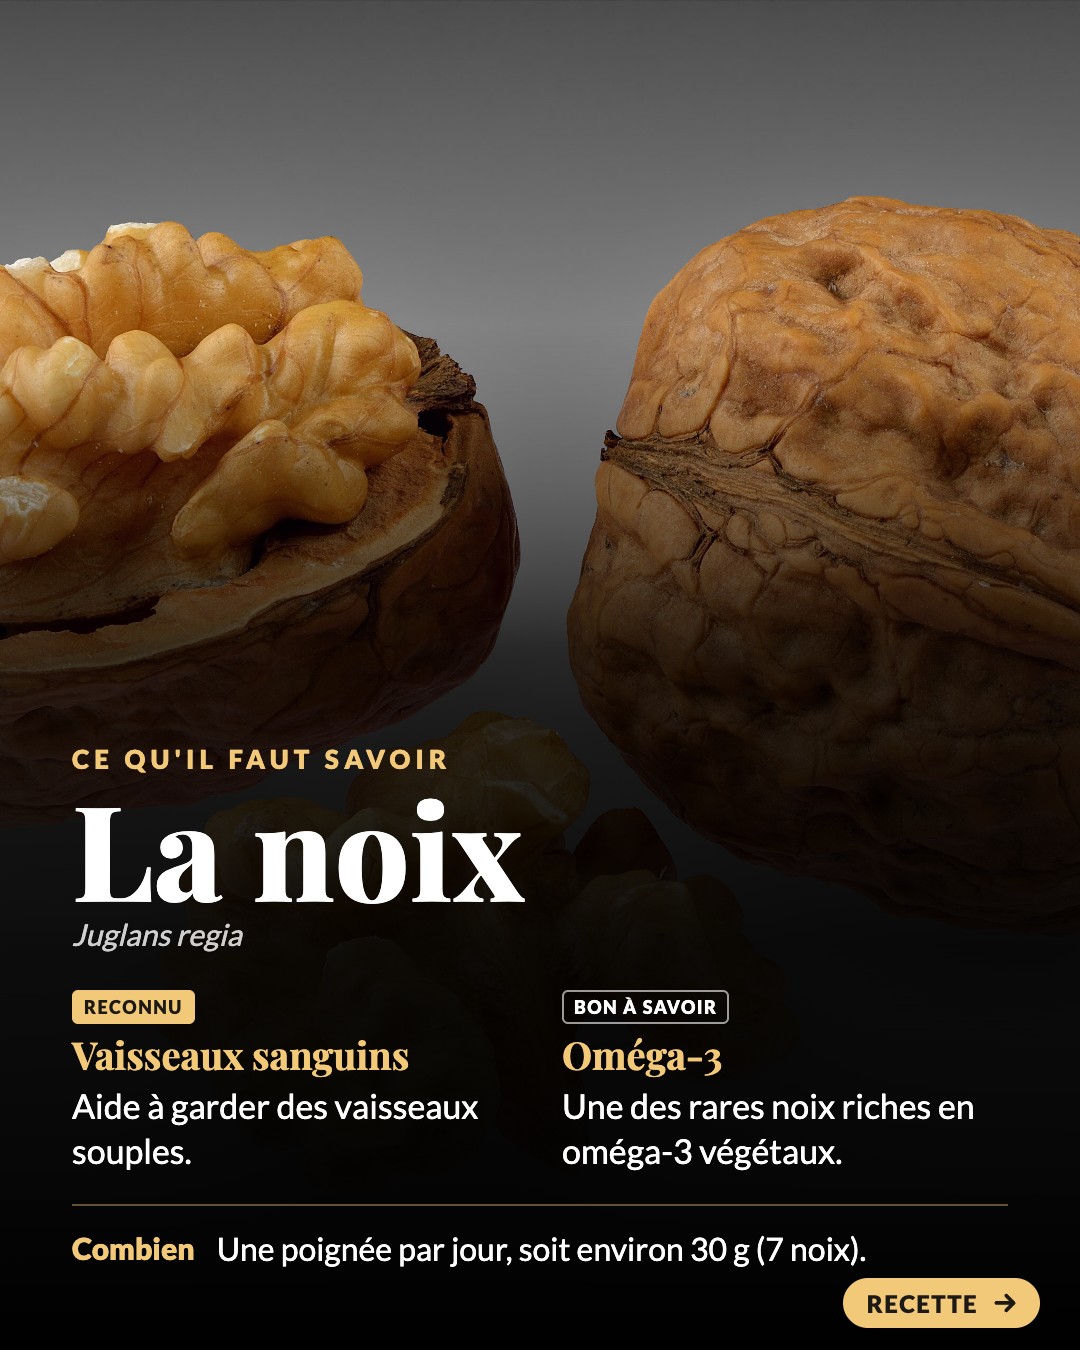 CE QU'IL FAUT SAVOIR
La noix
Juglans regia
RECONNU
Vaisseaux sanguins
Aide à garder des vaisseaux
souples.
BON À SAVOIR
Oméga-3
Une des rares noix riches en
oméga-3 végétaux.
Combien Une poignée par jour, soit environ 30 g (7 noix).
RECETTE →